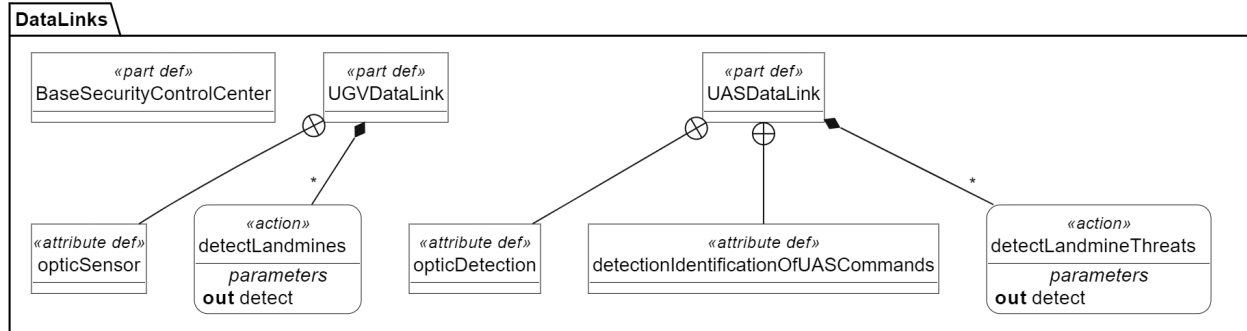 DataLinks
«part def»
BaseSecurityControlCenter
«part def»
UGVDataLink
«part def»
UASDataLink
*
*
«attribute def»
opticSensor
«action»
detectLandmines
parameters
out detect
«attribute def»
opticDetection
«attribute def»
detectionIdentificationOfUASCommands
«action»
detectLandmineThreats
parameters
out detect